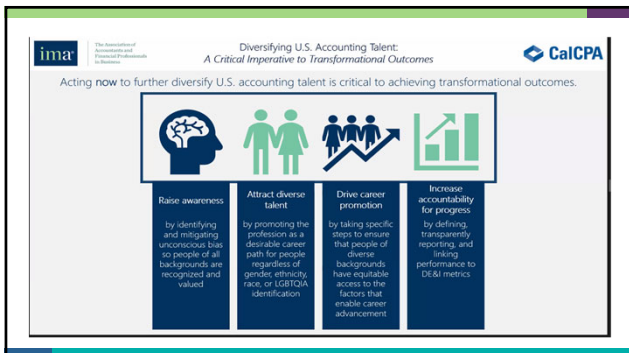 ima®
The Association of
Accountants and
Financial Professionals
in Business
Diversifying U.S. Accounting Talent:
A Critical Imperative to Transformational Outcomes
CalCPA
Acting now to further diversify U.S. accounting talent is critical to achieving transformational outcomes.
Raise awareness
by identifying
and mitigating
unconscious bias
so people of all
backgrounds are
recognized and
valued
Attract diverse
talent
by promoting the
profession as a
desirable career
path for people
regardless of
gender, ethnicity,
race, or LGBTQIA
identification
Drive career
promotion
by taking specific
steps to ensure
that people of
diverse
backgrounds
have equitable
access to the
factors that
enable career
advancement
Increase
accountability
for progress
by defining,
transparently
reporting, and
linking
performance to
DE&I metrics